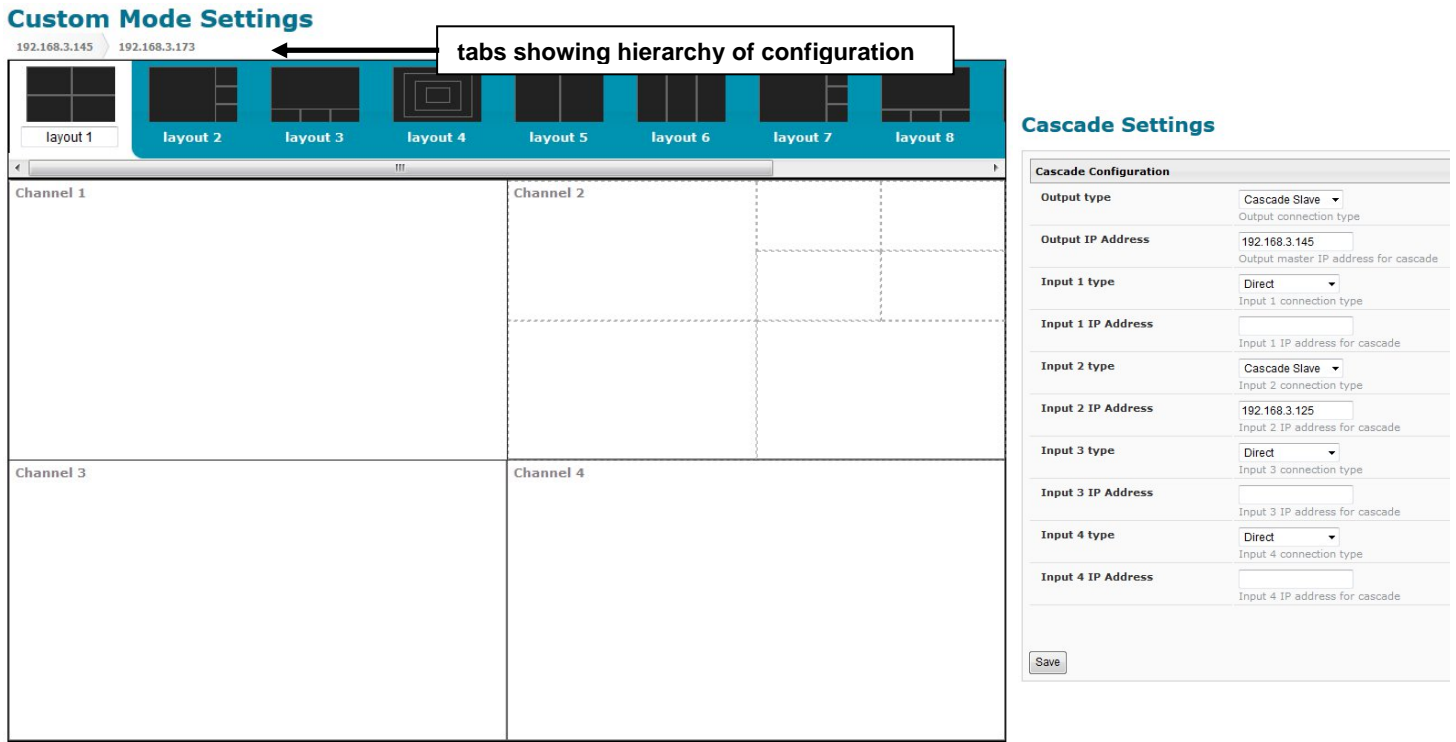 Custom Mode Settings
192.168.3.145 192.168.3.173
tabs showing hierarchy of configuration
layout 1 layout 2 layout 3 layout 4 layout 5 layout 6 layout 7 layout 8
Channel 1 Channel 2
Channel 3 Channel 4
Cascade Settings
Cascade Configuration
Output type Cascade Slave
Output connection type
Output IP Address 192.168.3.145
Output master IP address for cascade
Input 1 type Direct
Input 1 connection type
Input 1 IP Address
Input 1 IP address for cascade
Input 2 type Cascade Slave
Input 2 connection type
Input 2 IP Address 192.168.3.125
Input 2 IP address for cascade
Input 3 type Direct
Input 3 connection type
Input 3 IP Address
Input 3 IP address for cascade
Input 4 type Direct
Input 4 connection type
Input 4 IP Address
Input 4 IP address for cascade
Save